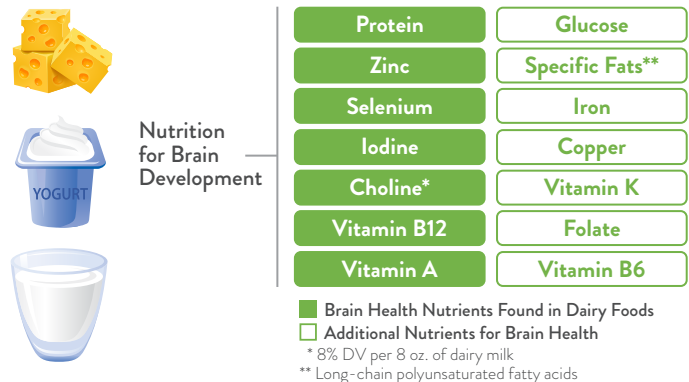 Protein
Glucose
Zinc
Specific Fats**
Selenium
Iron
Nutrition
for Brain
Development
Iodine
Copper
YOGURT
Choline*
Vitamin K
Vitamin B12
Folate
Vitamin A
Vitamin B6
Brain Health Nutrients Found in Dairy Foods
Additional Nutrients for Brain Health
* 8% DV per 8 oz. of dairy milk
** Long-chain polyunsaturated fatty acids